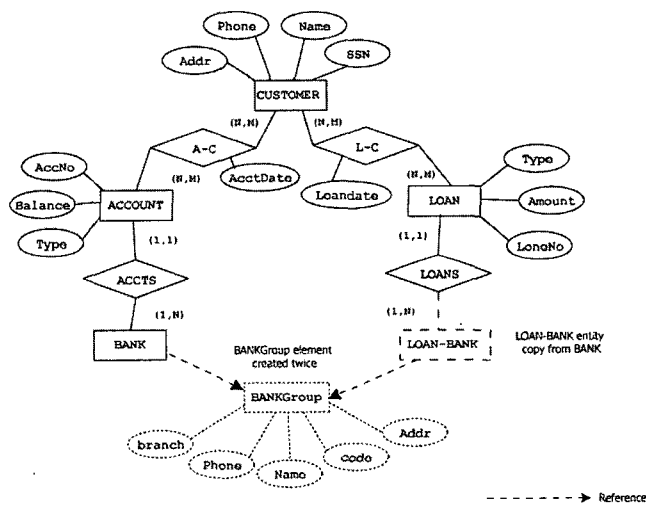 Phone
Name
Addr
SSN
CUSTOMER
(N,M)
(N,M)
A-C
L-C
AccNo
(N,M)
AcctDate
Loandate
(N,M)
Type
Balance
ACCOUNT
LOAN
Amount
Type
(1,1)
(1,1)
LoneNo
ACCTS
LOANS
(1,N)
(1,N)
BANK
BANKGroup element
created twice
LOAN-BANK
LOAN-BANK entity
copy from BANK
BANKGroup
branch
Phone
Name
code
Addr
Reference